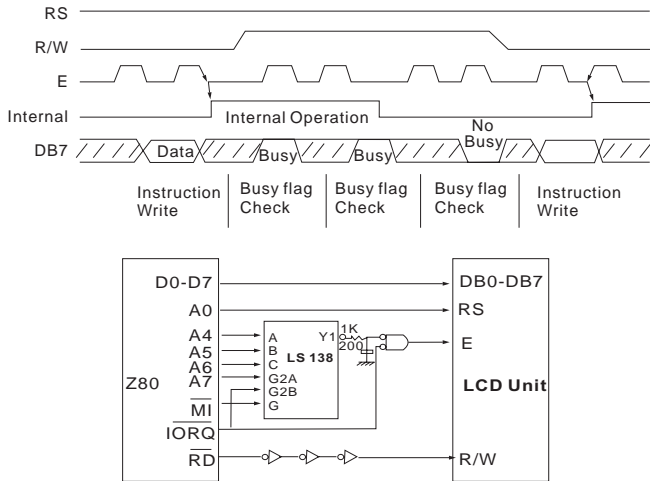 RS
R/W
E
Internal Internal Operation
No
Busy
DB7 Data Busy Busy
Instruction Write Busy flag Check Busy flag Check Busy flag Check Instruction Write
D0-D7 DB0-DB7
A0 RS
A4 A Y1 1K
A5 B LS 138 200 E
A6 C
A7 G2A
Z80 G2B LCD Unit
MI G
IORQ
RD R/W